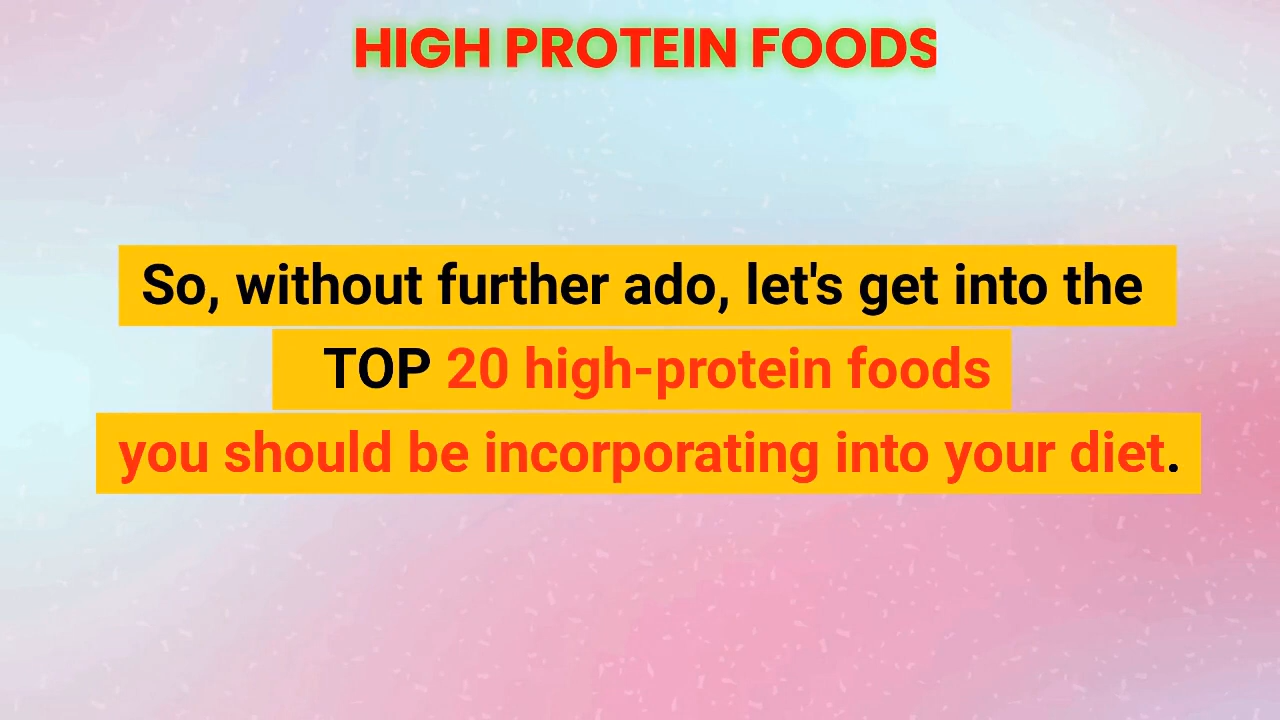 HIGH PROTEIN FOODS
So, without further ado, let's get into the
TOP 20 high-protein foods
you should be incorporating into your diet.